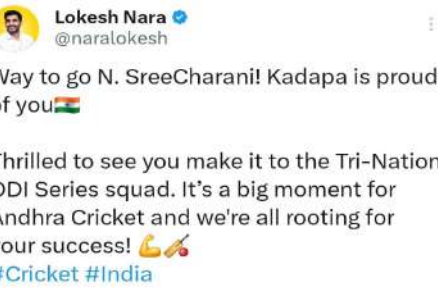 Lokesh Nara
@naralokesh
Way to go N. SreeCharani! Kadapa is proud
of you🇮🇳
Thrilled to see you make it to the Tri-Nation
ODI Series squad. It's a big moment for
Andhra Cricket and we're all rooting for
your success! 💪🏏
#Cricket #India